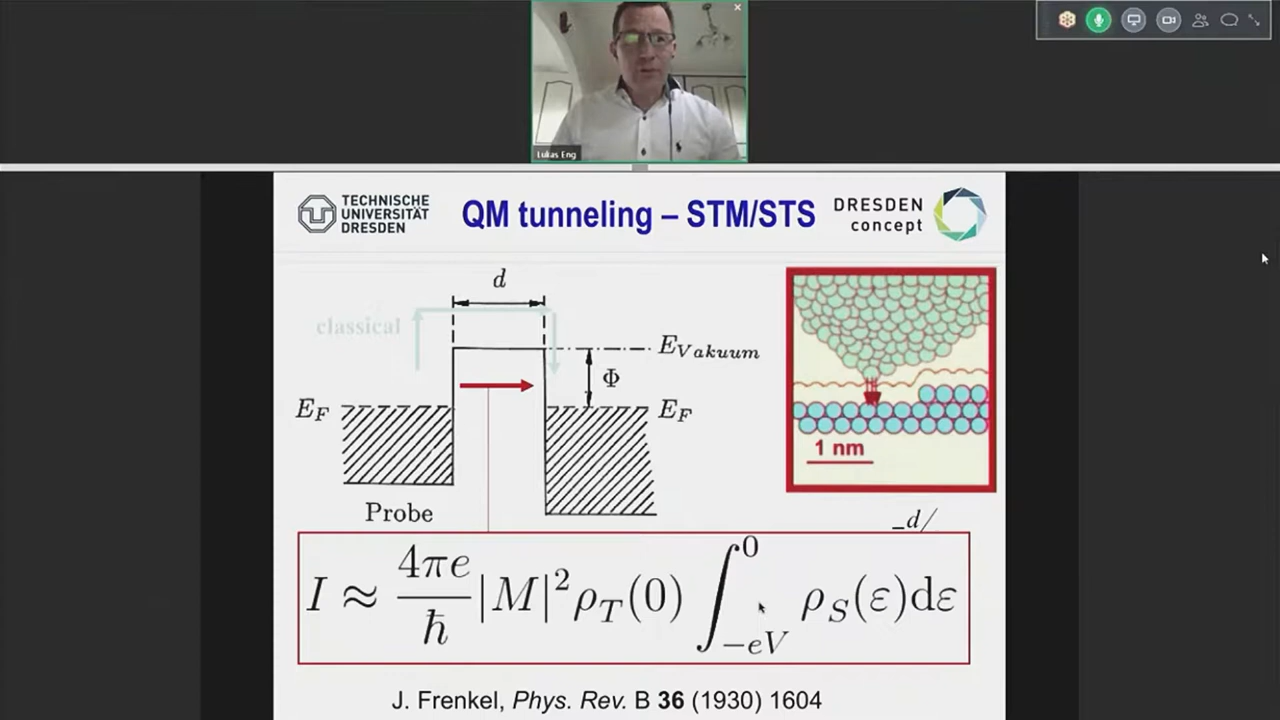 Lukas Eng
TECHNISCHE
UNIVERSITÄT
DRESDEN
QM tunneling – STM/STS
DRESDEN
concept
d
classical
E_Vakuum
Φ
E_F
E_F
Probe
1 nm
_d/
I ≈ 4πe/ħ |M|² ρ_T(0) ∫_{-eV}^{0} ρ_S(ε)dε
J. Frenkel, Phys. Rev. B 36 (1930) 1604